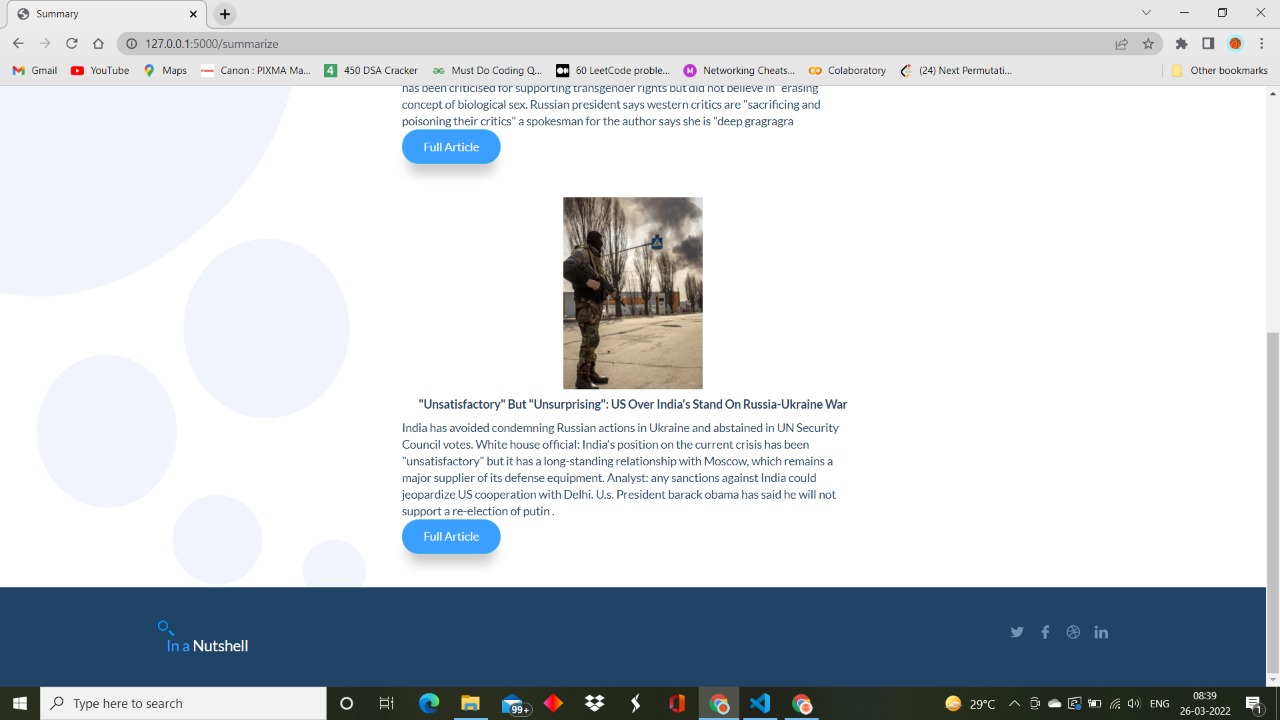 Summary
127.0.0.1:5000/summarize
Gmail YouTube Maps Canon : PIXMA Ma... 450 DSA Cracker Must Do Coding Q... 60 LeetCode proble... Networking Cheats... Colaboratory (24) Next Permutati... Other bookmarks
has been criticised for supporting transgender rights but did not believe in "erasing
concept of biological sex. Russian president says western critics are "sacrificing and
poisoning their critics" a spokesman for the author says she is "deep gragragra
Full Article
"Unsatisfactory" But "Unsurprising": US Over India's Stand On Russia-Ukraine War
India has avoided condemning Russian actions in Ukraine and abstained in UN Security
Council votes. White house official: India's position on the current crisis has been
"unsatisfactory" but it has a long-standing relationship with Moscow, which remains a
major supplier of its defense equipment. Analyst: any sanctions against India could
jeopardize US cooperation with Delhi. U.s. President barack obama has said he will not
support a re-election of putin .
Full Article
In a Nutshell
Type here to search
99+
29°C
ENG
08:39
26-03-2022
1